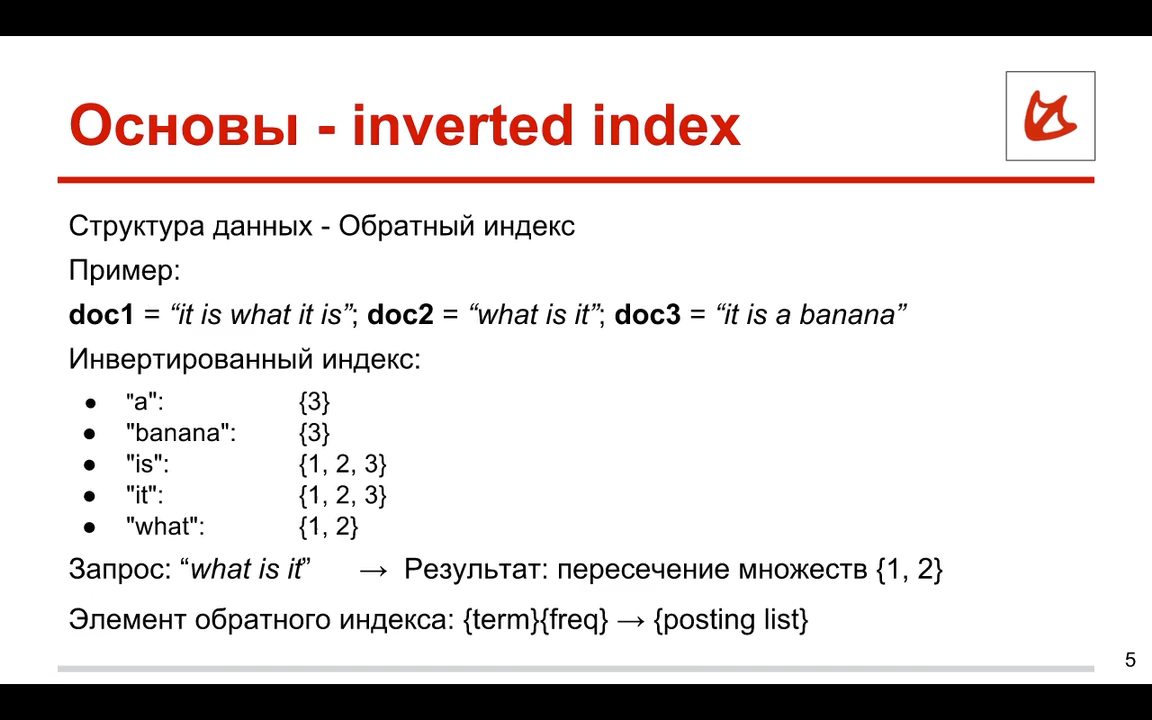 Основы - inverted index
Структура данных - Обратный индекс
Пример:
doc1 = “it is what it is”; doc2 = “what is it”; doc3 = “it is a banana”
Инвертированный индекс:
● "a": {3}
● "banana": {3}
● "is": {1, 2, 3}
● "it": {1, 2, 3}
● "what": {1, 2}
Запрос: “what is it” → Результат: пересечение множеств {1, 2}
Элемент обратного индекса: {term}{freq} → {posting list}
5